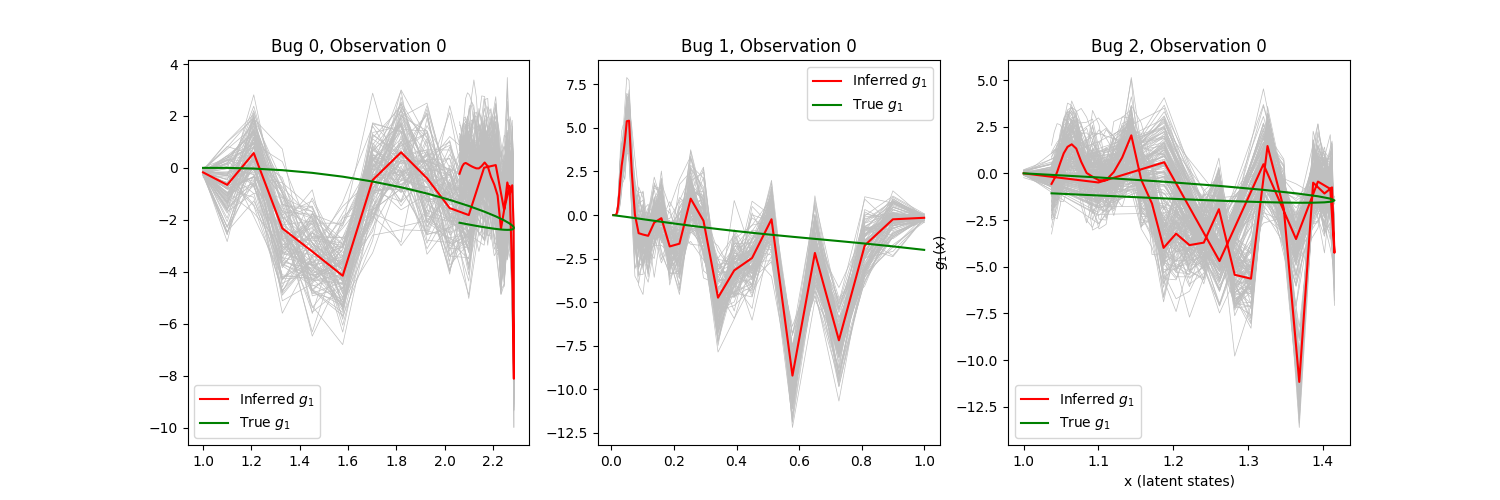 Bug 0, Observation 0
4
2
0
−2
−4
−6
−8
−10
Inferred g₁
True g₁
1.0 1.2 1.4 1.6 1.8 2.0 2.2
Bug 1, Observation 0
7.5
5.0
2.5
0.0
−2.5
−5.0
−7.5
−10.0
−12.5
Inferred g₁
True g₁
0.0 0.2 0.4 0.6 0.8 1.0
Bug 2, Observation 0
g₁(x)
5.0
2.5
0.0
−2.5
−5.0
−7.5
−10.0
−12.5
Inferred g₁
True g₁
1.0 1.1 1.2 1.3 1.4
x (latent states)